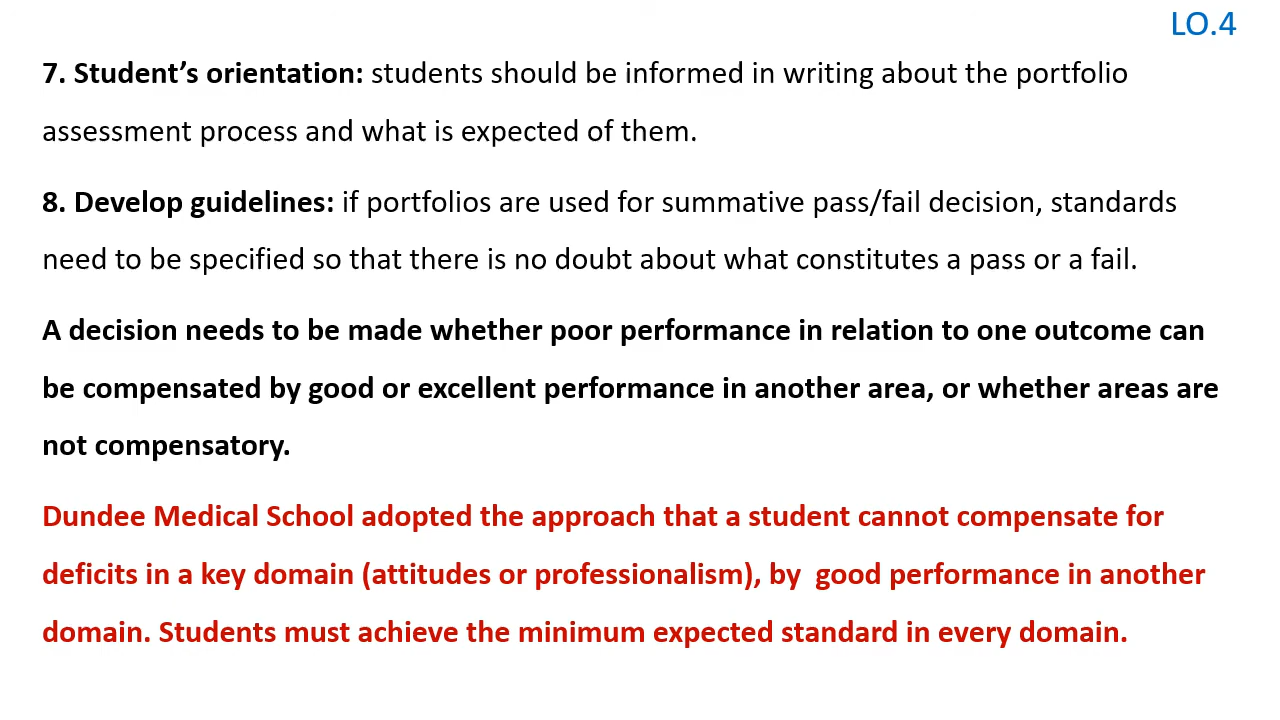 LO.4
7. Student’s orientation: students should be informed in writing about the portfolio
assessment process and what is expected of them.
8. Develop guidelines: if portfolios are used for summative pass/fail decision, standards
need to be specified so that there is no doubt about what constitutes a pass or a fail.
A decision needs to be made whether poor performance in relation to one outcome can
be compensated by good or excellent performance in another area, or whether areas are
not compensatory.
Dundee Medical School adopted the approach that a student cannot compensate for
deficits in a key domain (attitudes or professionalism), by  good performance in another
domain. Students must achieve the minimum expected standard in every domain.